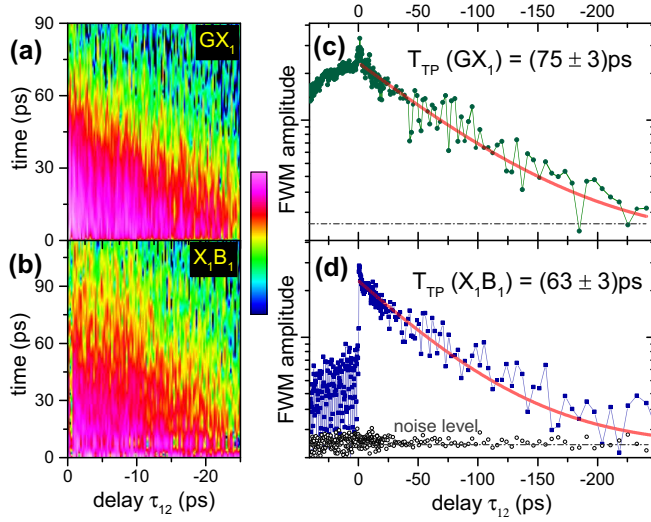 (a)
GX₁
time (ps)
90
60
30
0
(b)
X₁B₁
time (ps)
90
60
30
0
0
-10
-20
delay τ₁₂ (ps)
0
-50
-100
-150
-200
(c)
T_TP (GX₁) = (75 ± 3)ps
FWM amplitude
(d)
T_TP (X₁B₁) = (63 ± 3)ps
FWM amplitude
noise level
0
-50
-100
-150
-200
delay τ₁₂ (ps)